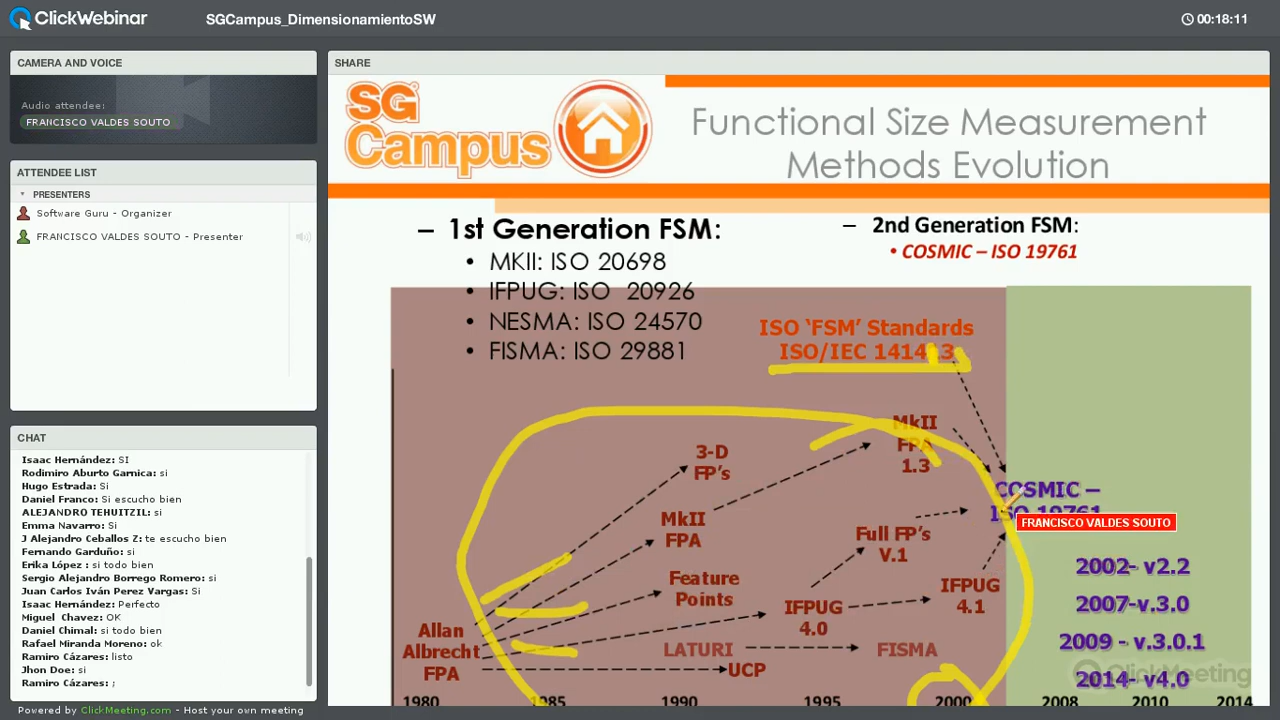 ClickWebinar
SGCampus_DimensionamientoSW
00:18:11
CAMERA AND VOICE
Audio attendee:
FRANCISCO VALDES SOUTO
ATTENDEE LIST
PRESENTERS
Software Guru - Organizer
FRANCISCO VALDES SOUTO - Presenter
CHAT
Isaac Hernández: SI
Rodimiro Aburto Garnica: si
Hugo Estrada: Si
Daniel Franco: Si escucho bien
ALEJANDRO TEHUITZIL: si
Emma Navarro: Si
J Alejandro Ceballos Z: te escucho bien
Fernando Garduño: si
Erika López : si todo bien
Sergio Alejandro Borrego Romero: si
Juan Carlos Iván Perez Vargas: Si
Isaac Hernández: Perfecto
Miguel Chavez: OK
Daniel Chimal: si todo bien
Rafael Miranda Moreno: ok
Ramiro Cázares: listo
Jhon Doe: si
Ramiro Cázares: ;
Powered by ClickMeeting.com - Host your own meeting
SHARE
SG
Campus
Functional Size Measurement
Methods Evolution
– 1st Generation FSM:
• MKII: ISO 20698
• IFPUG: ISO 20926
• NESMA: ISO 24570
• FISMA: ISO 29881
– 2nd Generation FSM:
• COSMIC – ISO 19761
ISO ‘FSM’ Standards
ISO/IEC 14143
MkII
FPA
1.3
3-D
FP’s
COSMIC –
ISO 19761
FRANCISCO VALDES SOUTO
MkII
FPA
Full FP’s
V.1
Feature
Points
IFPUG
4.0
IFPUG
4.1
2002- v2.2
2007-v.3.0
2009 - v.3.0.1
2014- v4.0
Allan
Albrecht
FPA
LATURI
FISMA
UCP
ClickMeeting
1980 1985 1990 1995 2000 2008 2010 2014